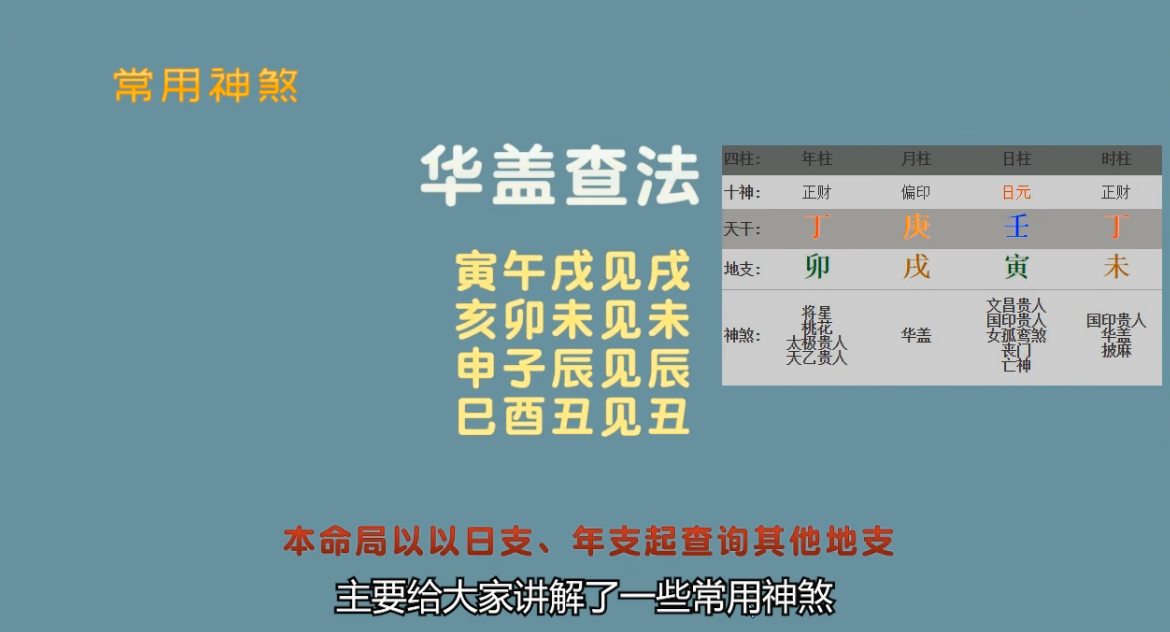 常用神煞
华盖查法
寅午戌见戌
亥卯未见未
申子辰见辰
巳酉丑见丑
四柱： 年柱 月柱 日柱 时柱
十神： 正财 偏印 日元 正财
天干： 丁 庚 壬 丁
地支： 卯 戌 寅 未
神煞：
将星
桃花
太极贵人
天乙贵人
华盖
文昌贵人
国印贵人
女孤鸾煞
丧门
亡神
国印贵人
华盖
披麻
本命局以以日支、年支起查询其他地支
主要给大家讲解了一些常用神煞